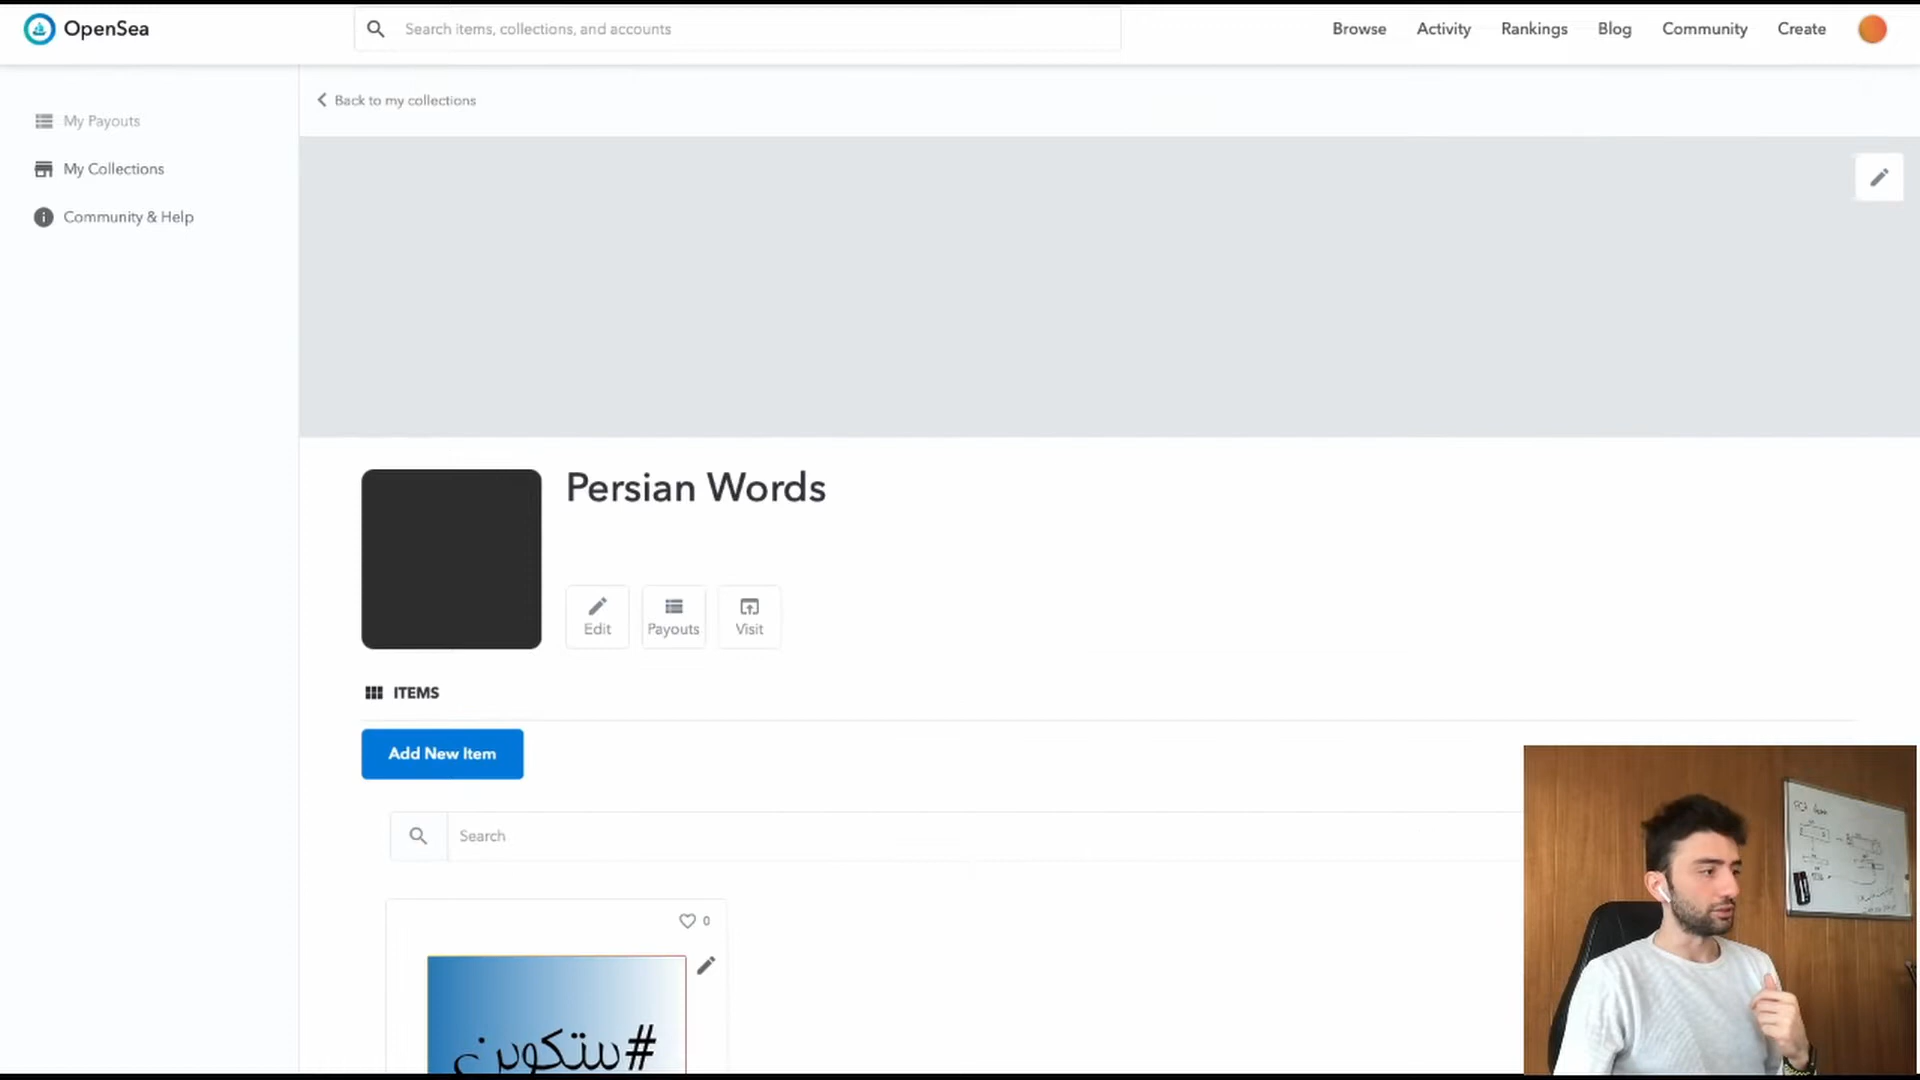 OpenSea
Search items, collections, and accounts
Browse
Activity
Rankings
Blog
Community
Create
My Payouts
My Collections
Community & Help
Back to my collections
Persian Words
Edit
Payouts
Visit
ITEMS
Add New Item
Search
0
#بیتکوین